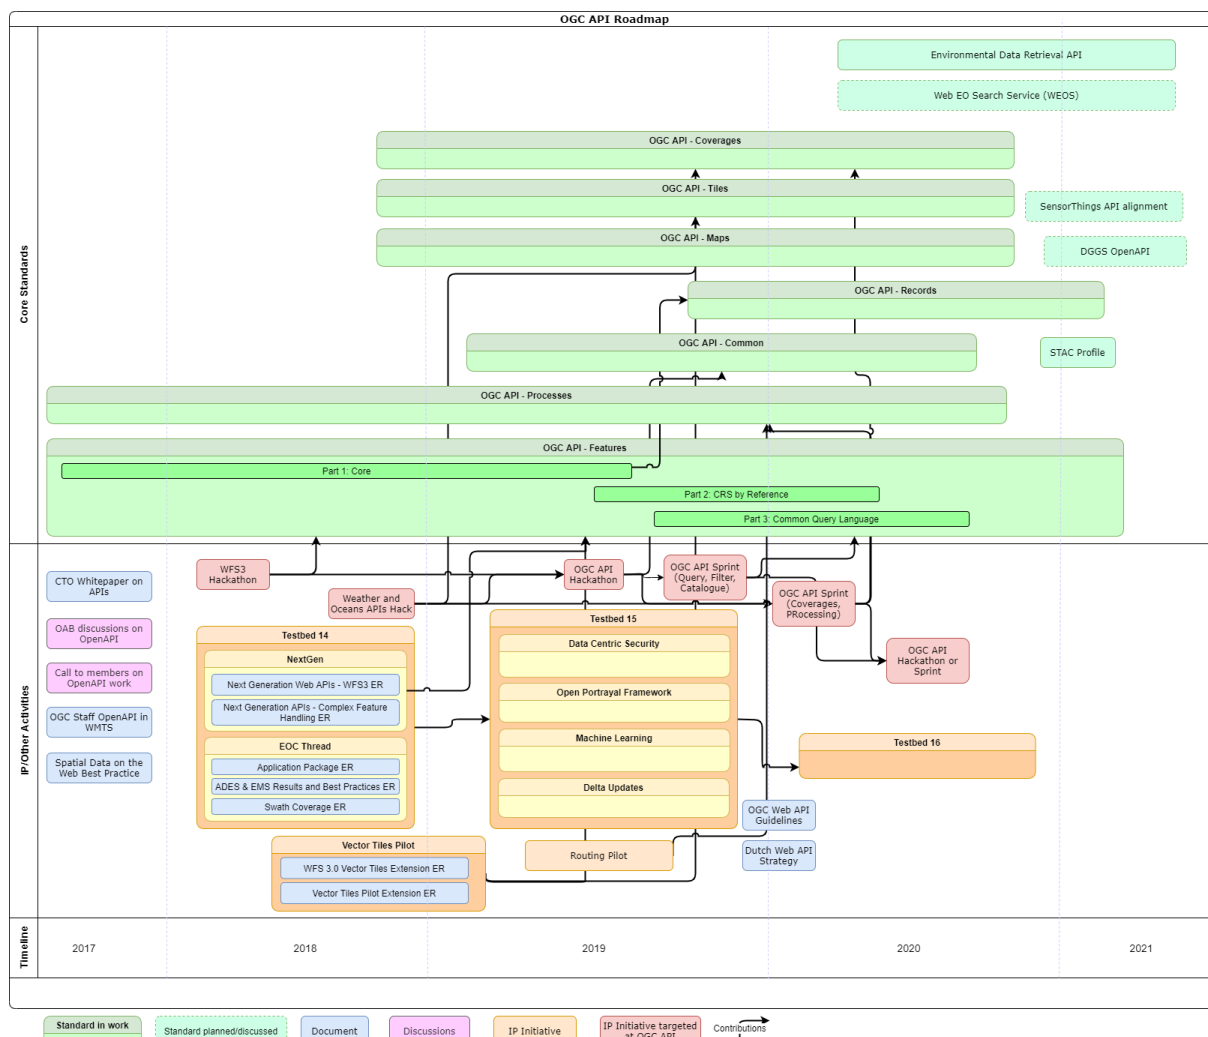 OGC API Roadmap
Core Standards
Environmental Data Retrieval API
Web EO Search Service (WEOS)
OGC API - Coverages
OGC API - Tiles
SensorThings API alignment
OGC API - Maps
DGGS OpenAPI
OGC API - Records
OGC API - Common
STAC Profile
OGC API - Processes
OGC API - Features
Part 1: Core
Part 2: CRS by Reference
Part 3: Common Query Language
IP/Other Activities
CTO Whitepaper on
APIs
OAB discussions on
OpenAPI
Call to members on
OpenAPI work
OGC Staff OpenAPI in
WMTS
Spatial Data on the
Web Best Practice
WFS3
Hackathon
Weather and
Oceans APIs Hack
OGC API
Hackathon
OGC API Sprint
(Query, Filter,
Catalogue)
OGC API Sprint
(Coverages,
PRocessing)
OGC API
Hackathon or
Sprint
Testbed 14
NextGen
Next Generation Web APIs - WFS3 ER
Next Generation APIs - Complex Feature
Handling ER
EOC Thread
Application Package ER
ADES & EMS Results and Best Practices ER
Swath Coverage ER
Testbed 15
Data Centric Security
Open Portrayal Framework
Machine Learning
Delta Updates
Testbed 16
OGC Web API
Guidelines
Dutch Web API
Strategy
Routing Pilot
Vector Tiles Pilot
WFS 3.0 Vector Tiles Extension ER
Vector Tiles Pilot Extension ER
Timeline
2017
2018
2019
2020
2021
Standard in work
Standard planned/discussed
Document
Discussions
IP Initiative
IP Initiative targeted
at OGC API
Contributions